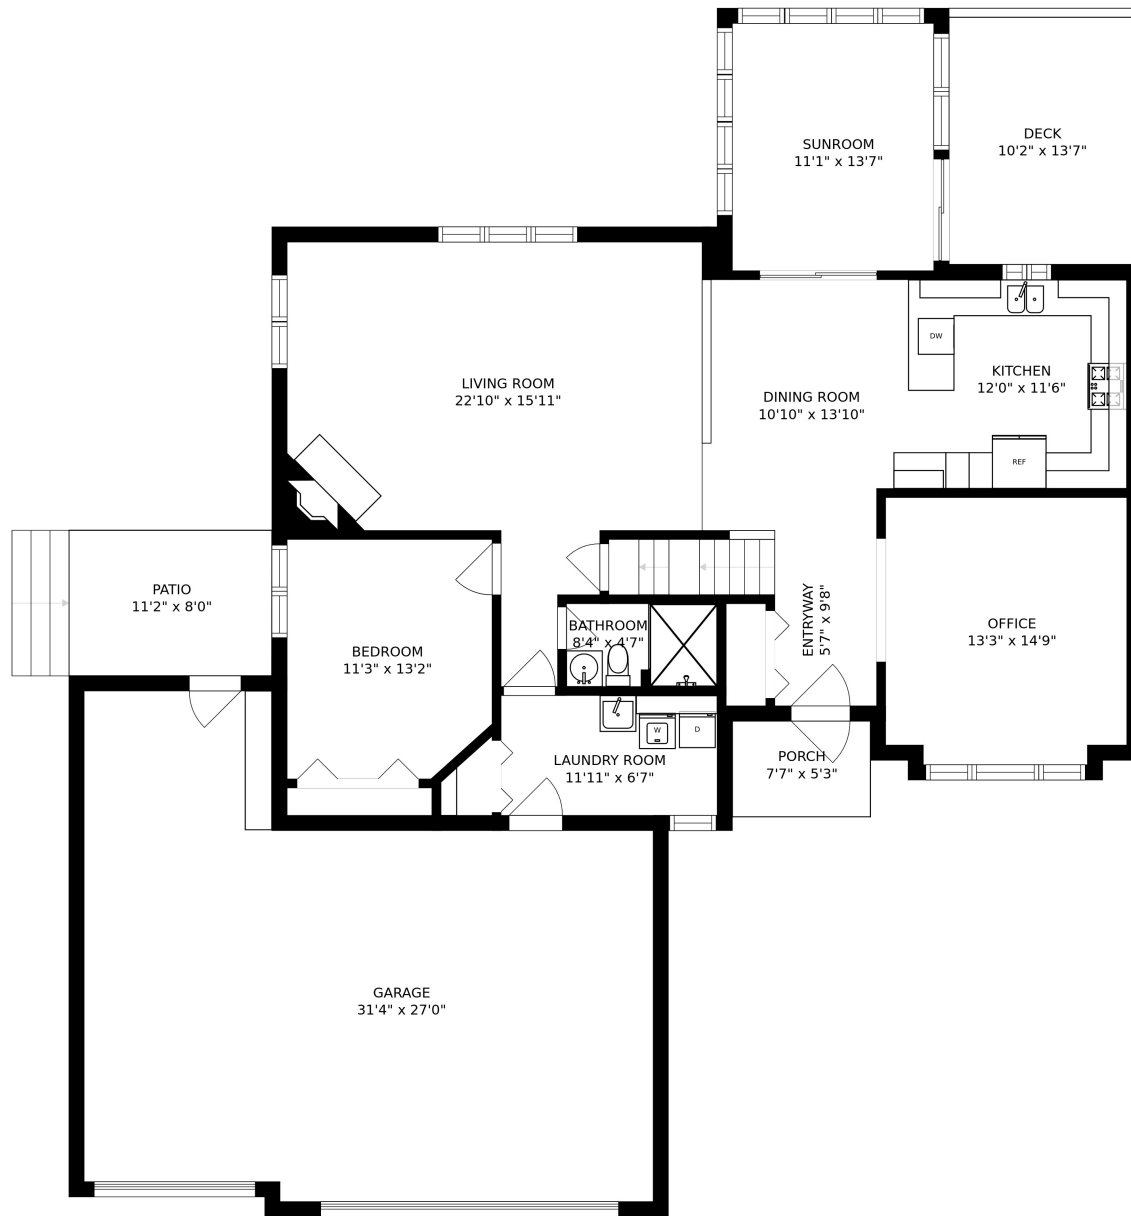 SUNROOM
11'1" x 13'7"
DECK
10'2" x 13'7"
LIVING ROOM
22'10" x 15'11"
DINING ROOM
10'10" x 13'10"
DW
KITCHEN
12'0" x 11'6"
REF
PATIO
11'2" x 8'0"
BEDROOM
11'3" x 13'2"
BATHROOM
8'4" x 4'7"
ENTRYWAY
5'7" x 9'8"
OFFICE
13'3" x 14'9"
W
D
LAUNDRY ROOM
11'11" x 6'7"
PORCH
7'7" x 5'3"
GARAGE
31'4" x 27'0"